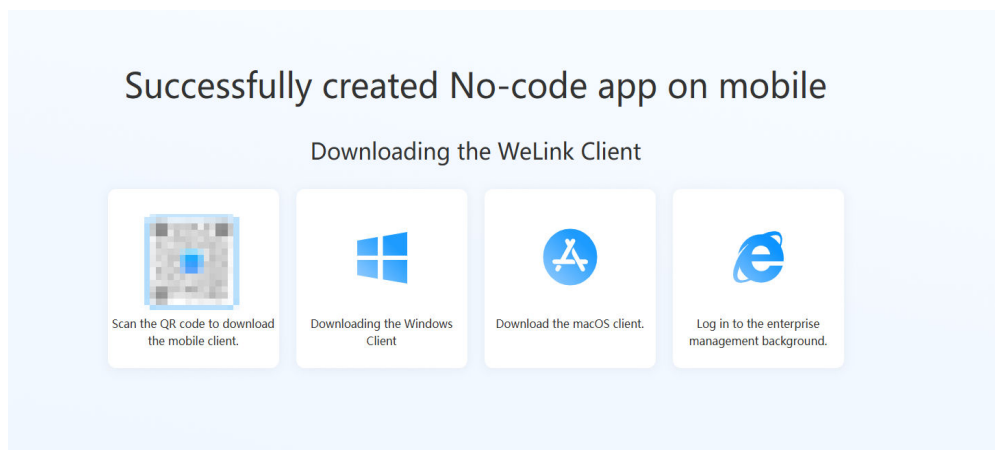 Successfully created No-code app on mobile
Downloading the WeLink Client
Scan the QR code to download
the mobile client.
Downloading the Windows
Client
Download the macOS client.
Log in to the enterprise
management background.